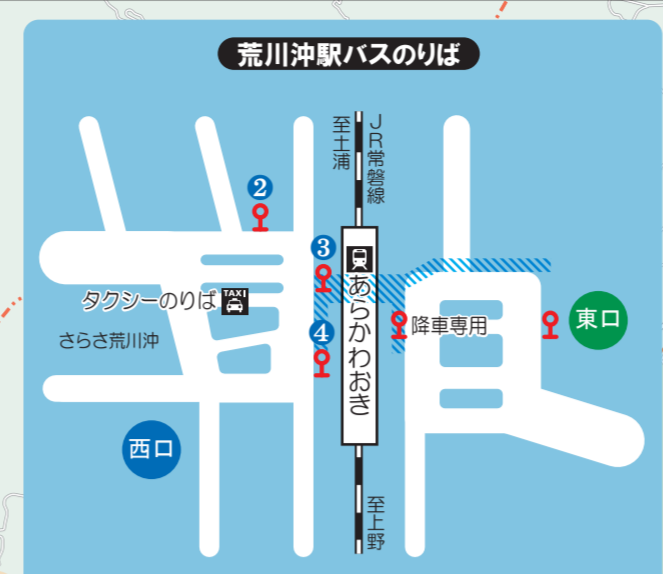 荒川沖駅バスのりば
JR常磐線
至土浦
2
3
あらかわおき
タクシーのりば
TAXI
さらさ荒川沖
4
降車専用
東口
西口
至上野